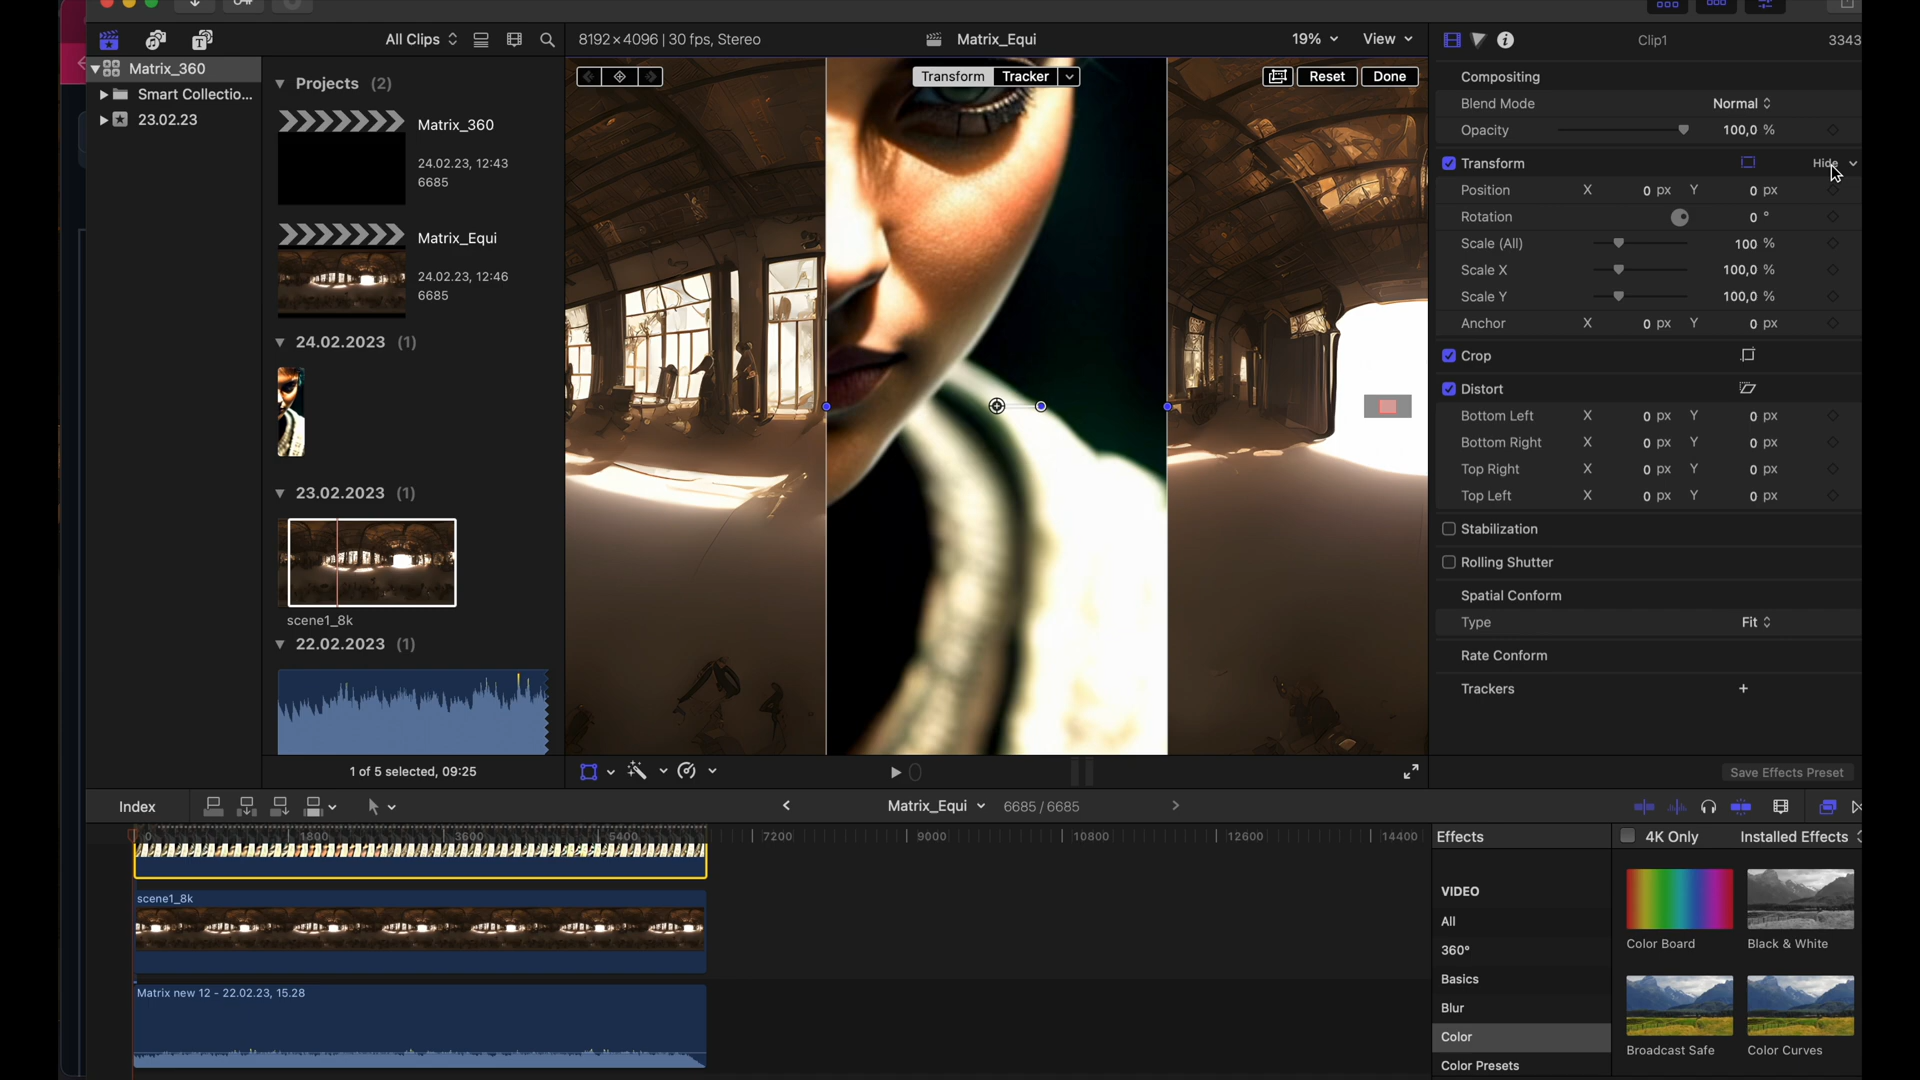 All Clips
8192×4096 | 30 fps, Stereo
Matrix_Equi
19%
View
Clip1
3343
Matrix_360
Smart Collectio...
23.02.23
Projects (2)
Matrix_360
24.02.23, 12:43
6685
Matrix_Equi
24.02.23, 12:46
6685
24.02.2023 (1)
23.02.2023 (1)
scene1_8k
22.02.2023 (1)
1 of 5 selected, 09:25
Transform
Tracker
Reset
Done
Compositing
Blend Mode Normal
Opacity 100,0 %
Transform Hide
Position X 0 px Y 0 px
Rotation 0 °
Scale (All) 100 %
Scale X 100,0 %
Scale Y 100,0 %
Anchor X 0 px Y 0 px
Crop
Distort
Bottom Left X 0 px Y 0 px
Bottom Right X 0 px Y 0 px
Top Right X 0 px Y 0 px
Top Left X 0 px Y 0 px
Stabilization
Rolling Shutter
Spatial Conform
Type Fit
Rate Conform
Trackers +
Save Effects Preset
0
Index
Matrix_Equi 6685 / 6685
0 1800 3600 5400 7200 9000 10800 12600 14400
scene1_8k
Matrix new 12 - 22.02.23, 15.28
Effects
4K Only
Installed Effects
VIDEO
All
360°
Basics
Blur
Color
Color Presets
Color Board
Black & White
Broadcast Safe
Color Curves